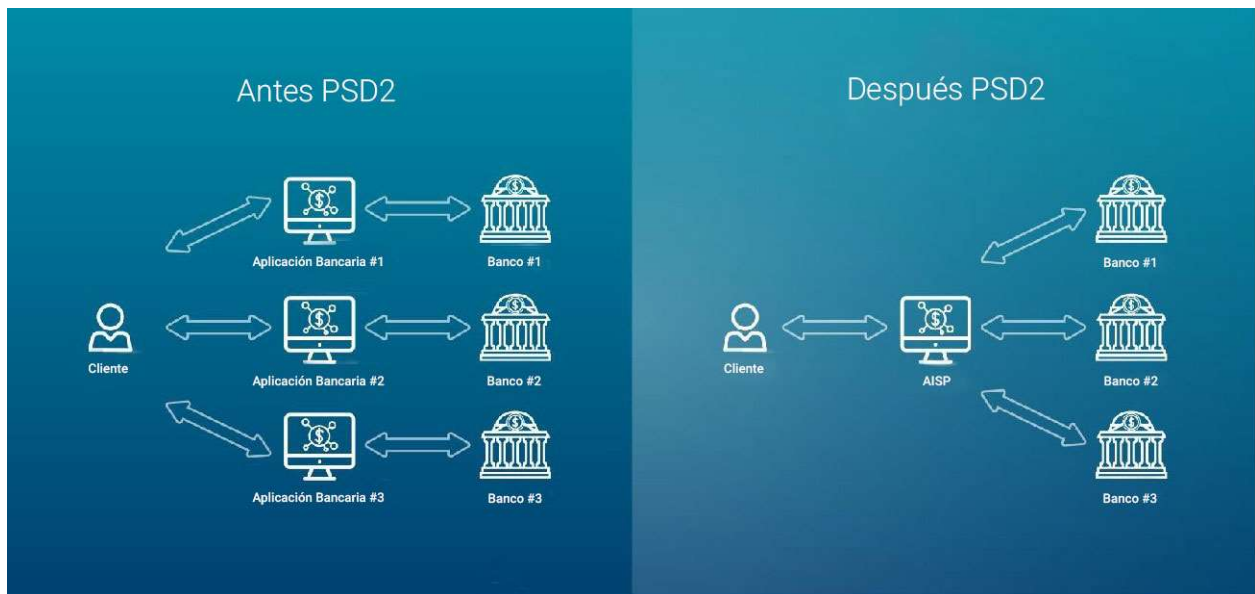 Antes PSD2
Aplicación Bancaria #1
Banco #1
Cliente
Aplicación Bancaria #2
Banco #2
Aplicación Bancaria #3
Banco #3
Después PSD2
Banco #1
Cliente
AISP
Banco #2
Banco #3